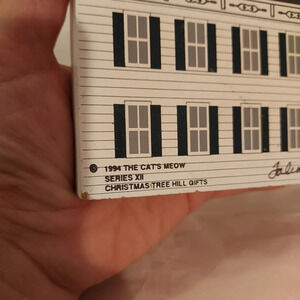 © 1994 THE CAT'S MEOW
SERIES XII
CHRISTMAS TREE HILL GIFTS